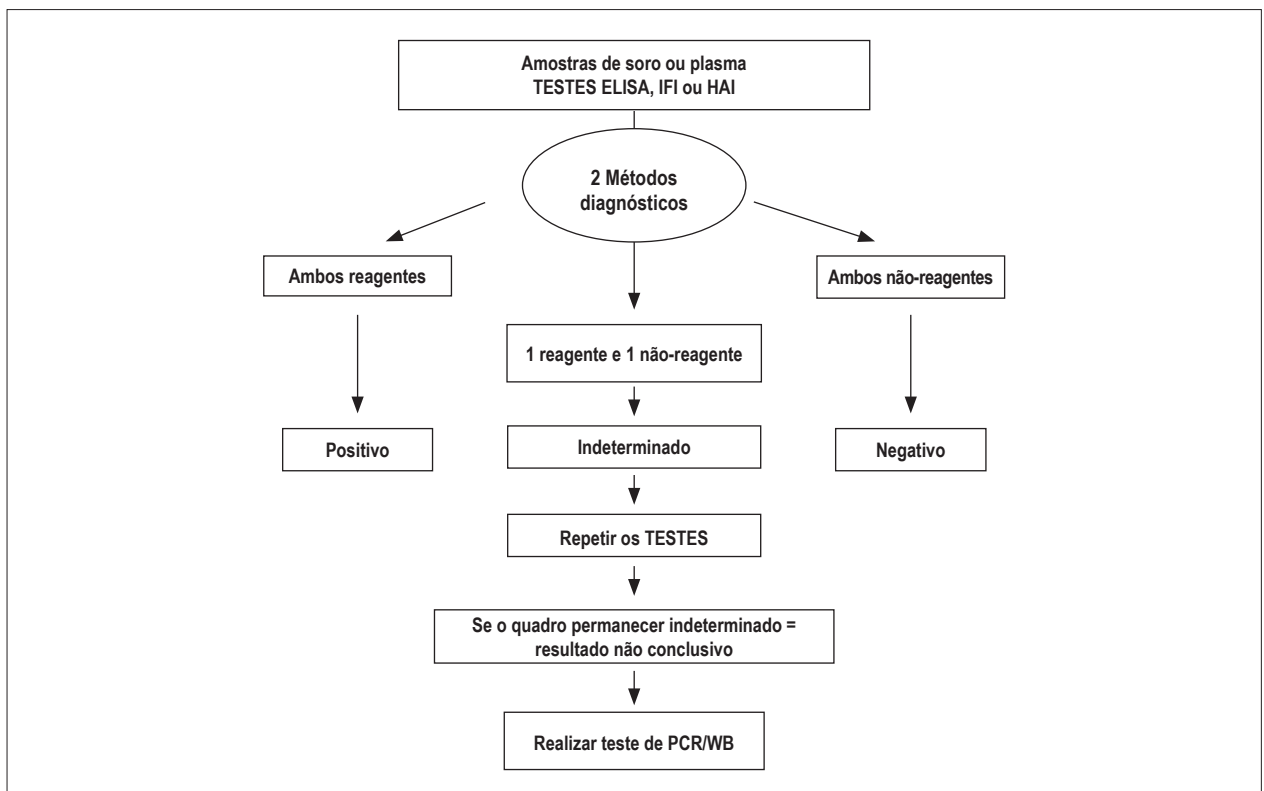 Amostras de soro ou plasma
TESTES ELISA, IFI ou HAI
2 Métodos
diagnósticos
Ambos reagentes
Ambos não-reagentes
1 reagente e 1 não-reagente
Positivo
Indeterminado
Negativo
Repetir os TESTES
Se o quadro permanecer indeterminado =
resultado não conclusivo
Realizar teste de PCR/WB